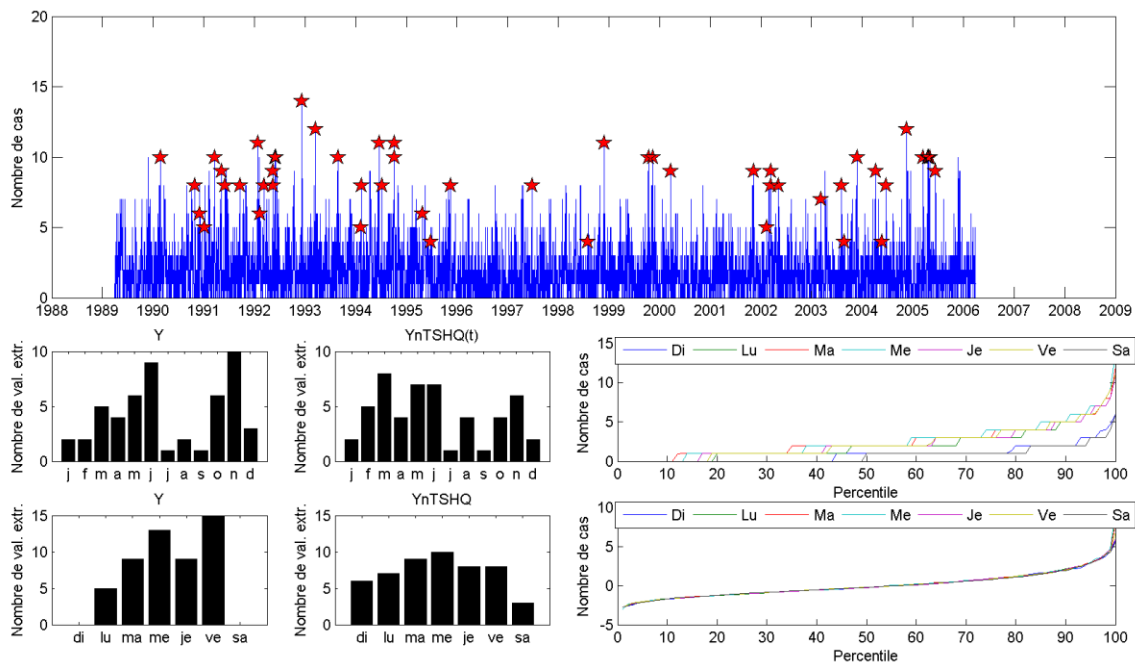 20
15
10
5
0
Nombre de cas
1988 1989 1990 1991 1992 1993 1994 1995 1996 1997 1998 1999 2000 2001 2002 2003 2004 2005 2006 2007 2008 2009
Y
10
5
0
Nombre de val. extr.
j f m a m j j a s o n d
YnTSHQ(t)
10
5
0
Nombre de val. extr.
j f m a m j j a s o n d
15
10
5
0
Nombre de cas
Di Lu Ma Me Je Ve Sa
0 10 20 30 40 50 60 70 80 90 100
Percentile
Y
15
10
5
0
Nombre de val. extr.
di lu ma me je ve sa
YnTSHQ
15
10
5
0
Nombre de val. extr.
di lu ma me je ve sa
10
5
0
-5
Nombre de cas
Di Lu Ma Me Je Ve Sa
0 10 20 30 40 50 60 70 80 90 100
Percentile